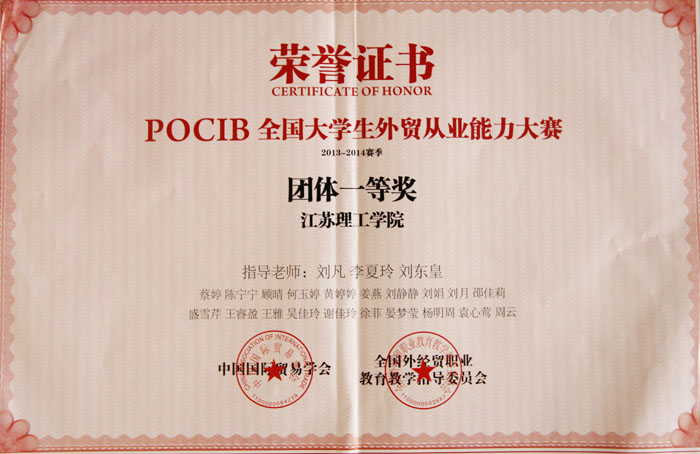 荣誉证书
CERTIFICATE OF HONOR
POCIB 全国大学生外贸从业能力大赛
2013-2014赛季
团体一等奖
江苏理工学院
指导老师：刘凡 李夏玲 刘东皇
蔡婷 陈宁宁 顾晴 何玉婷 黄婷婷 姜燕 刘静静 刘娟 刘月 邵佳莉
盛雪芹 王睿盈 王雅 吴佳玲 谢佳玲 徐菲 晏梦莹 杨明周 袁心莺 周云
中国国际贸易学会
全国外经贸职业
教育教学指导委员会